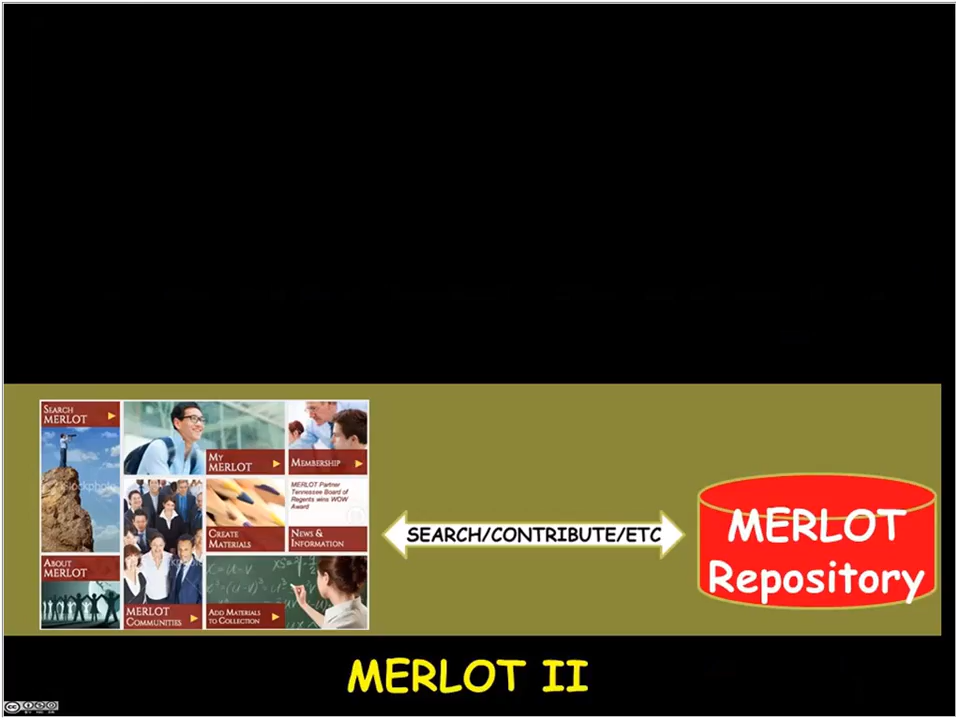 SEARCH
MERLOT
MY
MERLOT
MEMBERSHIP
MERLOT Partner
Tennessee Board of
Regents wins WOW
Award
CREATE
MATERIALS
NEWS &
INFORMATION
ABOUT
MERLOT
MERLOT
COMMUNITIES
ADD MATERIALS
TO COLLECTION
SEARCH/CONTRIBUTE/ETC
MERLOT
Repository
MERLOT II